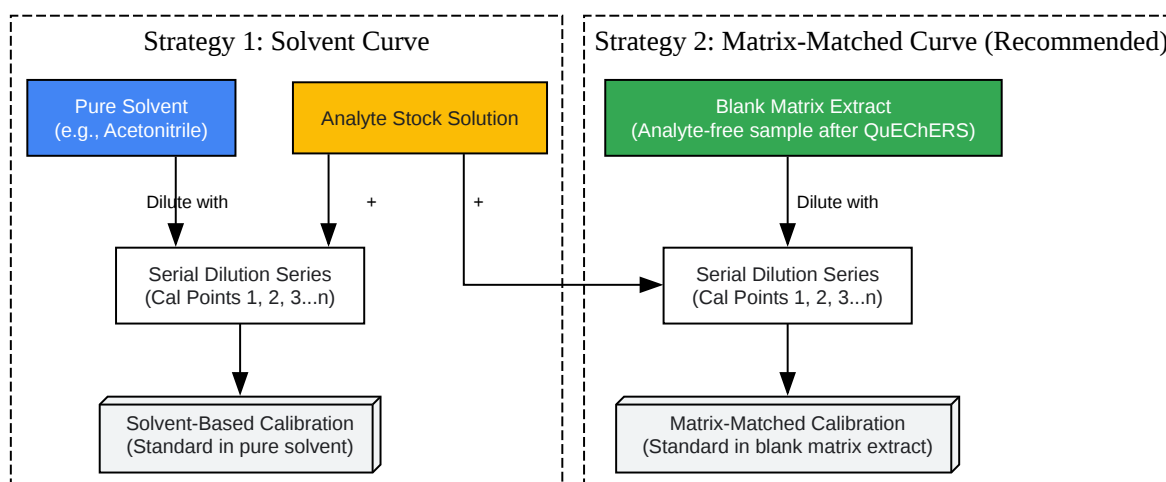 Strategy 1: Solvent Curve
Pure Solvent
(e.g., Acetonitrile)
Analyte Stock Solution
Dilute with
+
+
Serial Dilution Series
(Cal Points 1, 2, 3...n)
Solvent-Based Calibration
(Standard in pure solvent)
Strategy 2: Matrix-Matched Curve (Recommended)
Blank Matrix Extract
(Analyte-free sample after QuEChERS)
Dilute with
Serial Dilution Series
(Cal Points 1, 2, 3...n)
Matrix-Matched Calibration
(Standard in blank matrix extract)